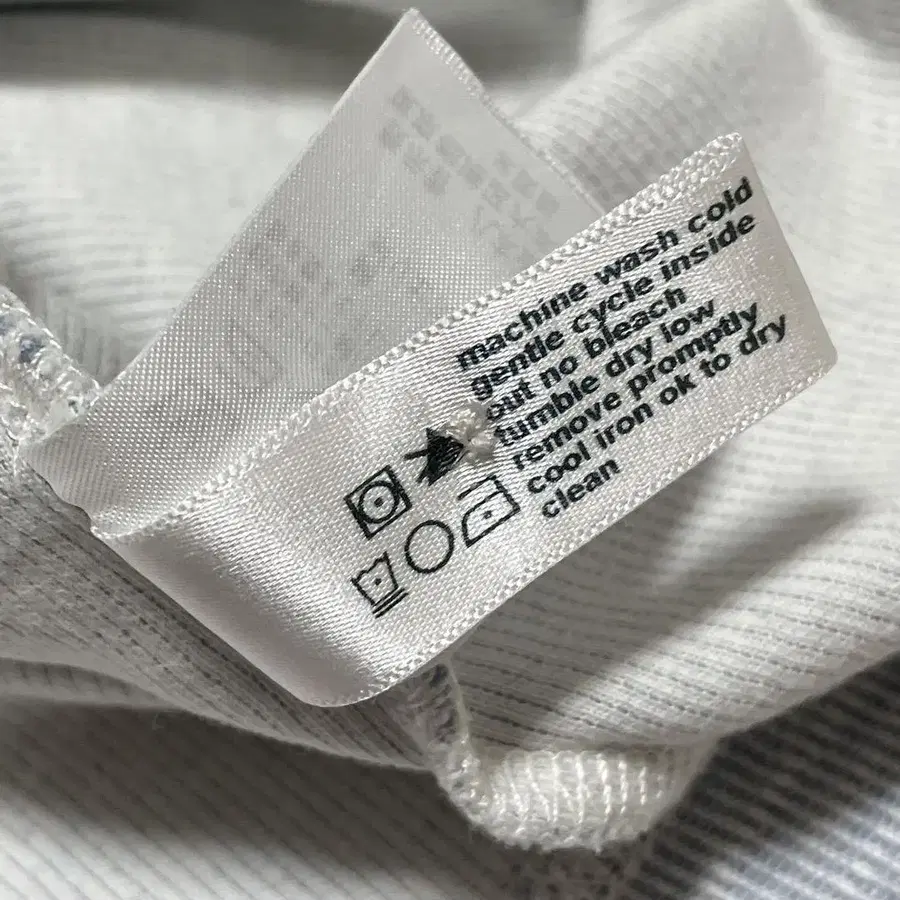 machine wash cold
gentle cycle inside
out no bleach
tumble dry low
remove promptly
cool iron ok to dry
clean